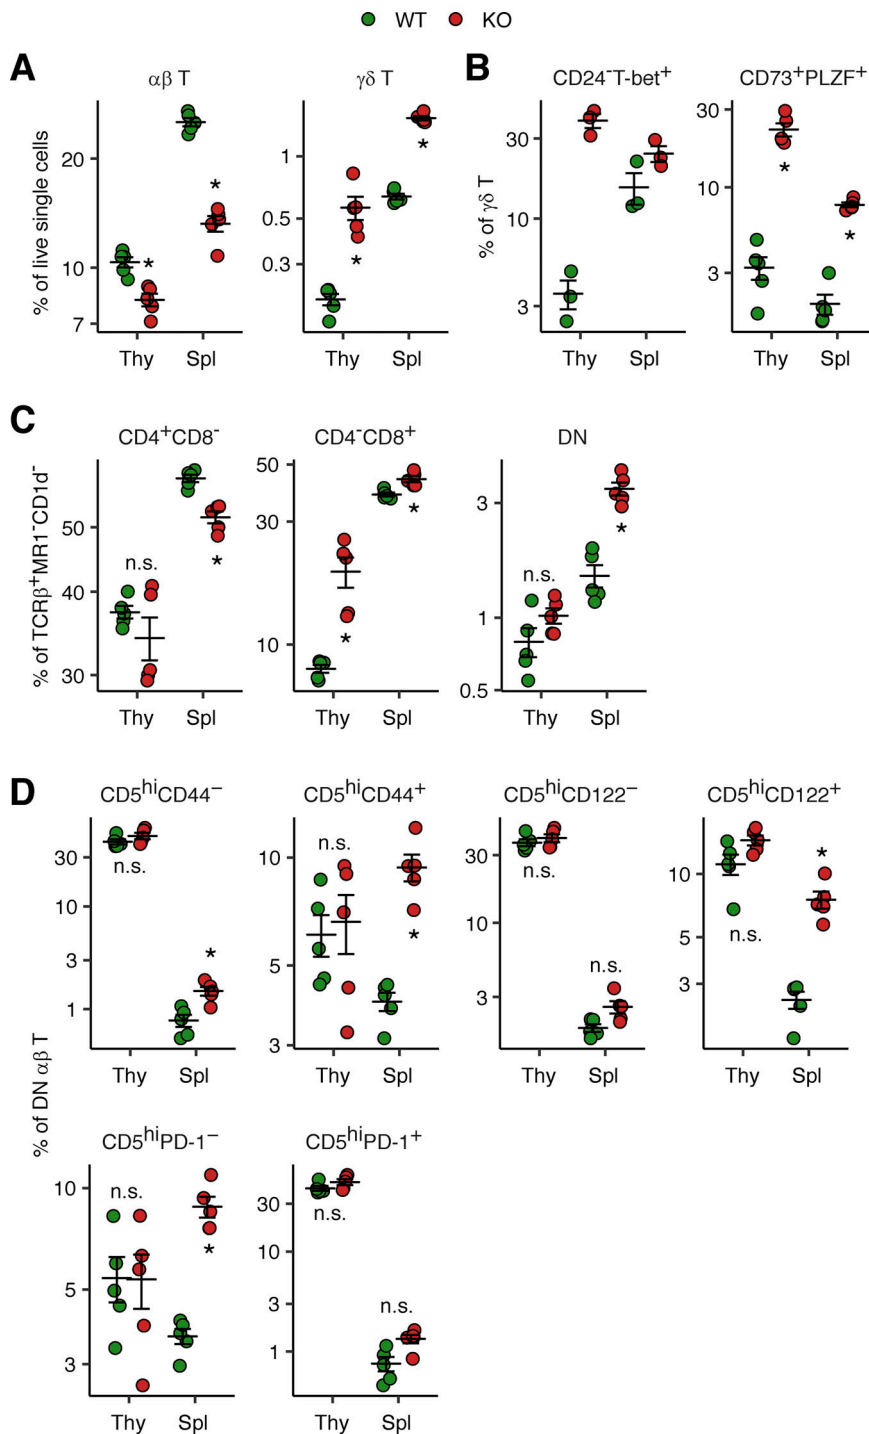 WT KO
A
αβ T γδ T
% of live single cells
20
10
7
Thy Spl
1
0.5
0.3
* * * *
Thy Spl
B
CD24⁻T-bet⁺ CD73⁺PLZF⁺
% of γδ T
30
10
3
Thy Spl
30
10
3
* *
Thy Spl
C
CD4⁺CD8⁻ CD4⁻CD8⁺ DN
% of TCRβ⁺MR1⁻CD1d⁻
50
40
30
n.s. *
Thy Spl
50
30
10
* *
Thy Spl
3
1
0.5
n.s. *
Thy Spl
D
CD5ʰⁱCD44⁻ CD5ʰⁱCD44⁺ CD5ʰⁱCD122⁻ CD5ʰⁱCD122⁺
% of DN αβ T
30
10
3
1
n.s. *
Thy Spl
10
5
3
n.s. *
Thy Spl
30
10
3
n.s. n.s.
Thy Spl
10
5
3
n.s. *
Thy Spl
CD5ʰⁱPD-1⁻ CD5ʰⁱPD-1⁺
10
5
3
n.s. *
Thy Spl
30
10
3
1
n.s. n.s.
Thy Spl